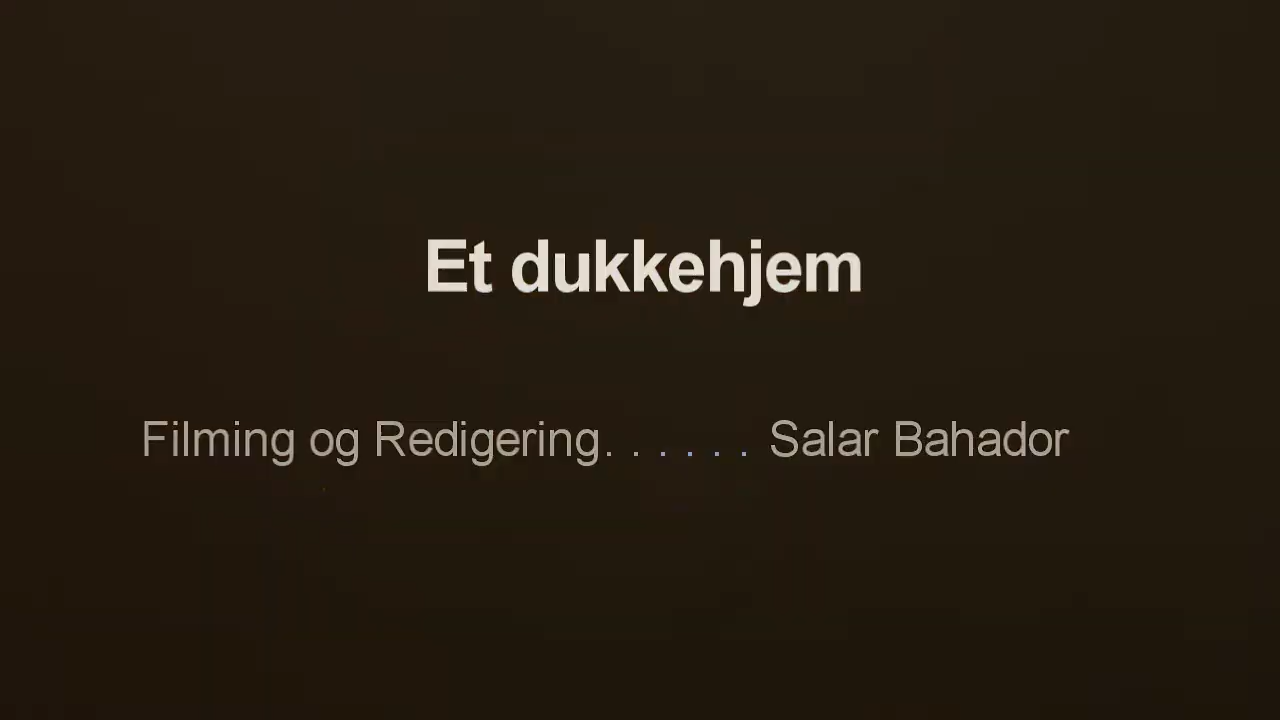 Et dukkehjem
Filming og Redigering. . . . . . Salar Bahador